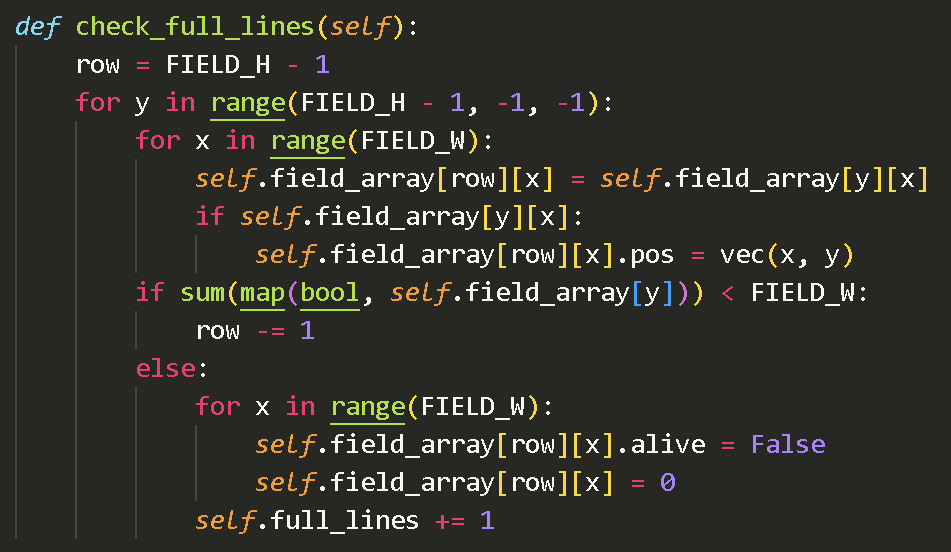 def check_full_lines(self):
    row = FIELD_H - 1
    for y in range(FIELD_H - 1, -1, -1):
        for x in range(FIELD_W):
            self.field_array[row][x] = self.field_array[y][x]
            if self.field_array[y][x]:
                self.field_array[row][x].pos = vec(x, y)
        if sum(map(bool, self.field_array[y])) < FIELD_W:
            row -= 1
        else:
            for x in range(FIELD_W):
                self.field_array[row][x].alive = False
                self.field_array[row][x] = 0
            self.full_lines += 1